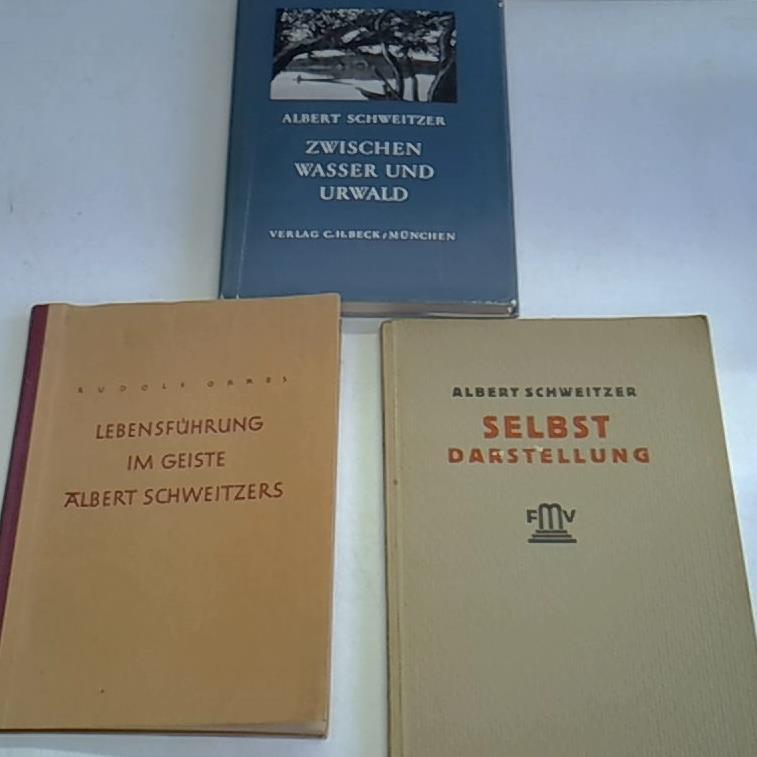 ALBERT SCHWEITZER
ZWISCHEN
WASSER UND
URWALD
VERLAG C.H.BECK/MÜNCHEN
RUDOLF
LEBENSFÜHRUNG
IM GEISTE
ALBERT SCHWEITZERS
ALBERT SCHWEITZER
SELBST
DARSTELLUNG
FMV